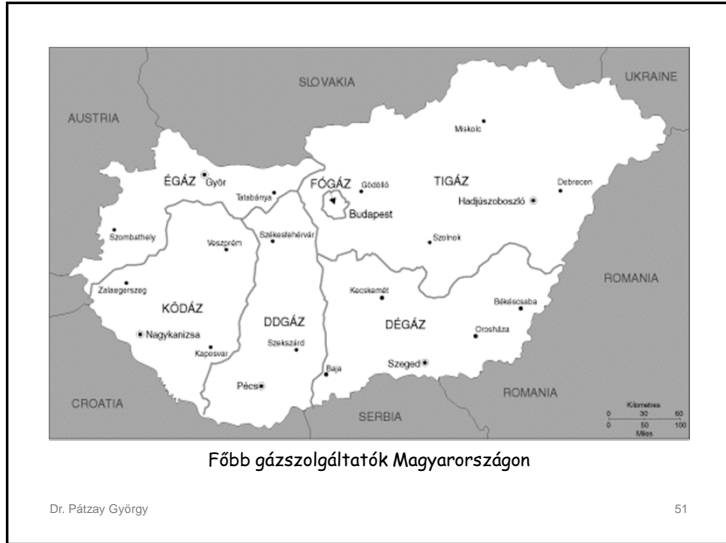 SLOVAKIA
UKRAINE
AUSTRIA
Miskolc
ÉGÁZ
Győr
FŐGÁZ
Gödöllő
TIGÁZ
Tatabánya
Debrecen
Hadjúszoboszló
Budapest
Szombathely
Veszprém
Székesfehérvár
Szolnok
ROMANIA
Zalaegerszeg
Kecskemét
Békéscsaba
KÖDÁZ
DDGÁZ
DÉGÁZ
Nagykanizsa
Orosháza
Kaposvar
Szekszárd
Baja
Szeged
Pécs
CROATIA
SERBIA
ROMANIA
Kilometres
0 30 60
0 50 100
Miles
Főbb gázszolgáltatók Magyarországon
Dr. Pátzay György
51